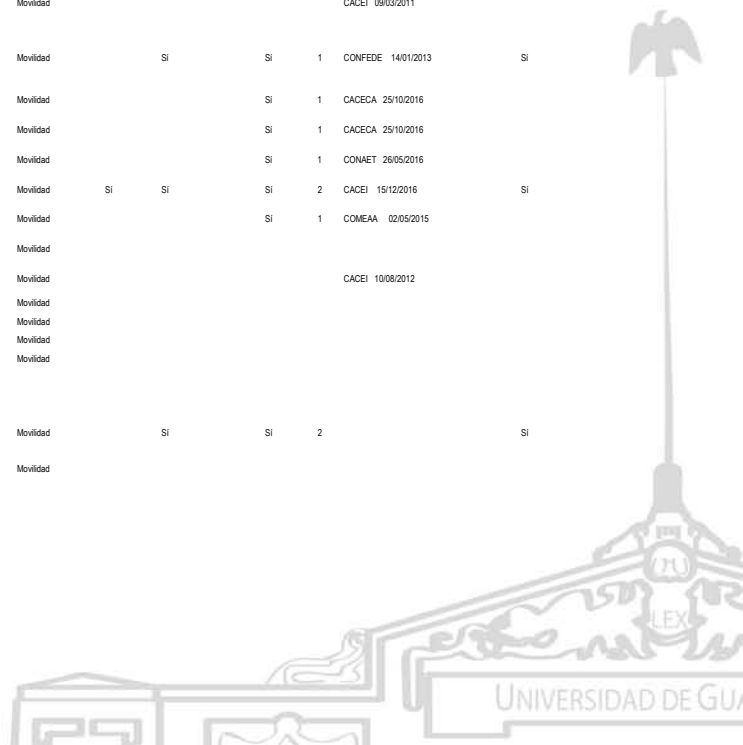 Movilidad CACEI 09/03/2011
Movilidad Sí Sí 1 CONFEDE 14/01/2013 Sí
Movilidad Sí 1 CACECA 25/10/2016
Movilidad Sí 1 CACECA 25/10/2016
Movilidad Sí 1 CONAET 26/05/2016
Movilidad Sí Sí Sí 2 CACEI 15/12/2016 Sí
Movilidad Sí 1 COMEAA 02/05/2015
Movilidad
Movilidad CACEI 10/08/2012
Movilidad
Movilidad
Movilidad
Movilidad
Movilidad Sí Sí 2 Sí
Movilidad
LEX
UNIVERSIDAD DE GUA